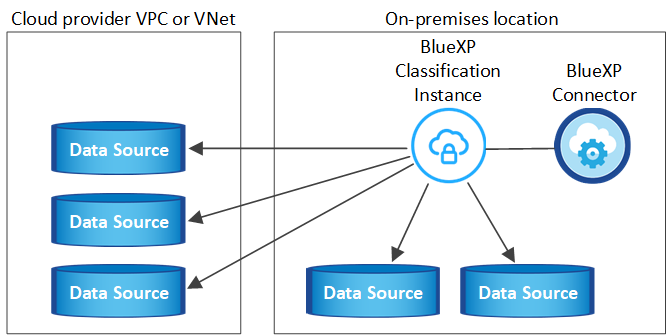 Cloud provider VPC or VNet
On-premises location
BlueXP
Classification
Instance
BlueXP
Connector
Data Source
Data Source
Data Source
Data Source
Data Source